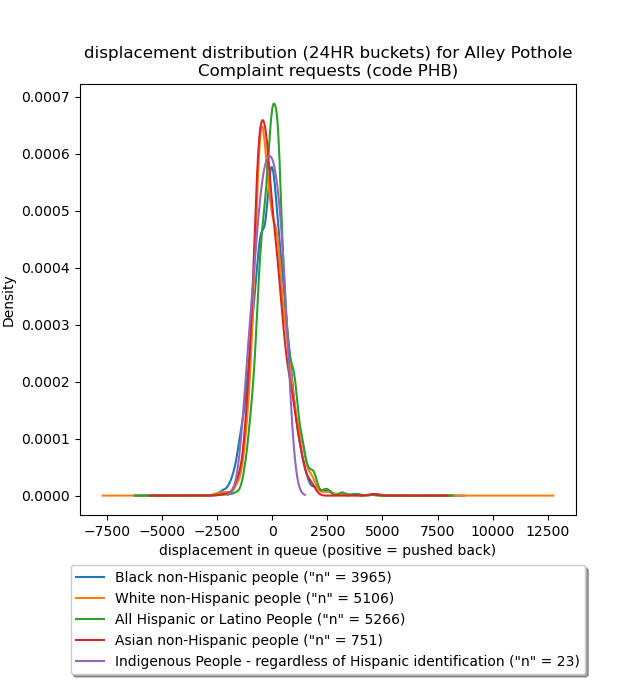 displacement distribution (24HR buckets) for Alley Pothole
Complaint requests (code PHB)
0.0007
0.0006
0.0005
0.0004
0.0003
0.0002
0.0001
0.0000
Density
−7500 −5000 −2500 0 2500 5000 7500 10000 12500
displacement in queue (positive = pushed back)
Black non-Hispanic people ("n" = 3965)
White non-Hispanic people ("n" = 5106)
All Hispanic or Latino People ("n" = 5266)
Asian non-Hispanic people ("n" = 751)
Indigenous People - regardless of Hispanic identification ("n" = 23)